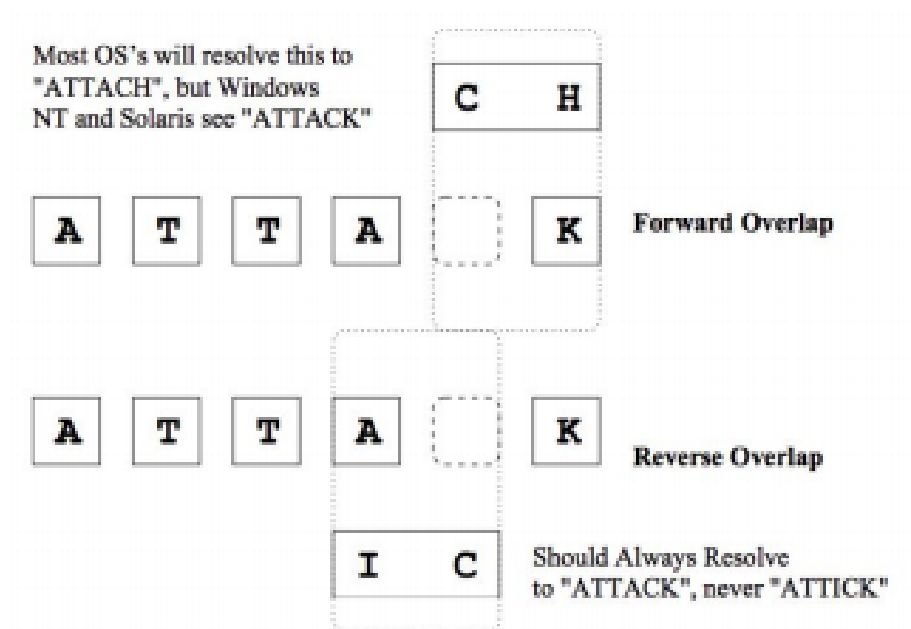 Most OS's will resolve this to
"ATTACH", but Windows
NT and Solaris see "ATTACK"
C H
A T T A K
Forward Overlap
A T T A K
Reverse Overlap
I C
Should Always Resolve
to "ATTACK", never "ATTICK"